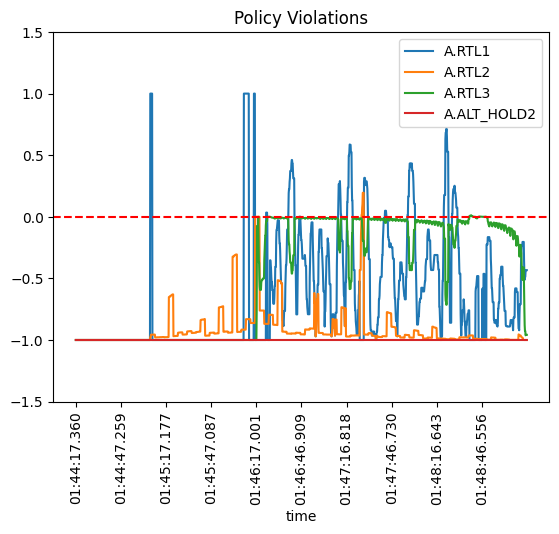 Policy Violations
A.RTL1
A.RTL2
A.RTL3
A.ALT_HOLD2
1.5
1.0
0.5
0.0
−0.5
−1.0
−1.5
01:44:17.360
01:44:47.259
01:45:17.177
01:45:47.087
01:46:17.001
01:46:46.909
01:47:16.818
01:47:46.730
01:48:16.643
01:48:46.556
time